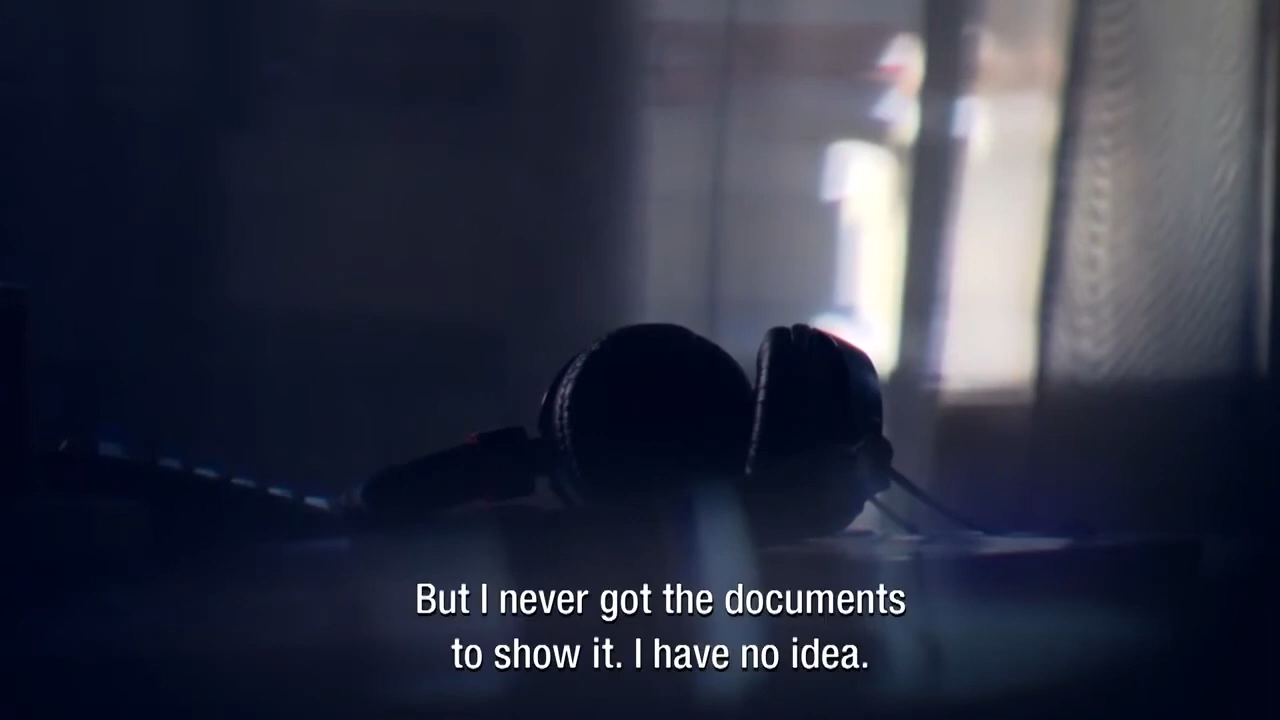 But I never got the documents
to show it. I have no idea.